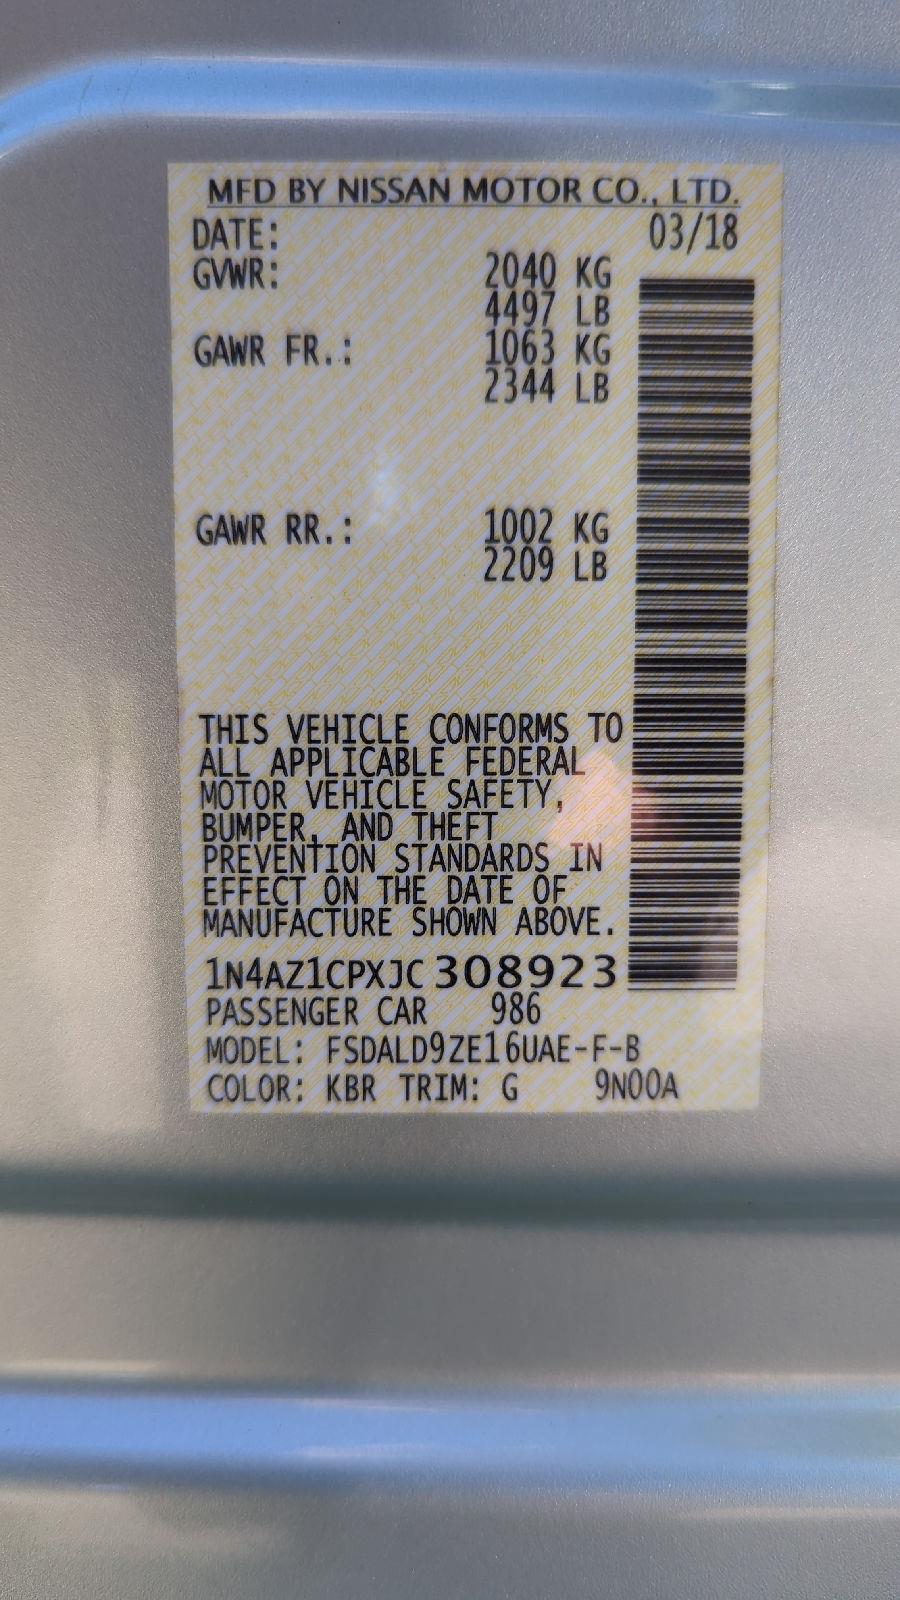 MFD BY NISSAN MOTOR CO., LTD.
DATE: 03/18
GVWR: 2040 KG
4497 LB
GAWR FR.: 1063 KG
2344 LB
GAWR RR.: 1002 KG
2209 LB
THIS VEHICLE CONFORMS TO
ALL APPLICABLE FEDERAL
MOTOR VEHICLE SAFETY,
BUMPER, AND THEFT
PREVENTION STANDARDS IN
EFFECT ON THE DATE OF
MANUFACTURE SHOWN ABOVE.
1N4AZ1CPXJC308923
PASSENGER CAR 986
MODEL: FSDALD9ZE16UAE-F-B
COLOR: KBR TRIM: G 9N00A